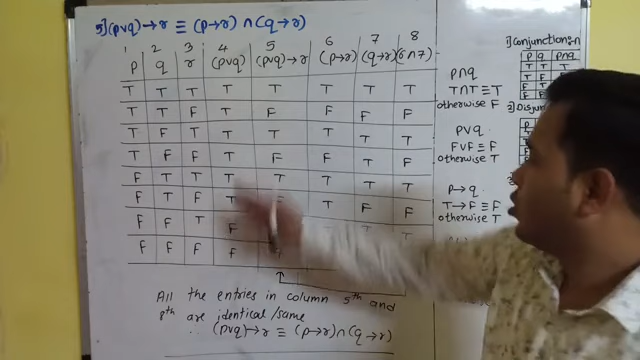 5] (p∨q)→r ≡ (p→r) ∩ (q→r)
1 2 3 4 5 6 7 8
p q r (p∨q) (p∨q)→r (p→r) (q→r) (6∩7)
T T T T T T T T
T T F T F F F F
T F T T T T T T
T F F T F F T F
F T T T T T T T
F T F T T F F
F F T F T
F F F F
All the entries in column 5th and
8th are identical/same
∴ (p∨q)→r ≡ (p→r)∩(q→r)
1] Conjunction: ∩
p q p∩q
T T T
T F
F T
F F
p∩q
T∩T ≡ T
otherwise F
2] Disjun
p∨q
F∨F ≡ F
otherwise T
p→q
T→F ≡ F
otherwise T